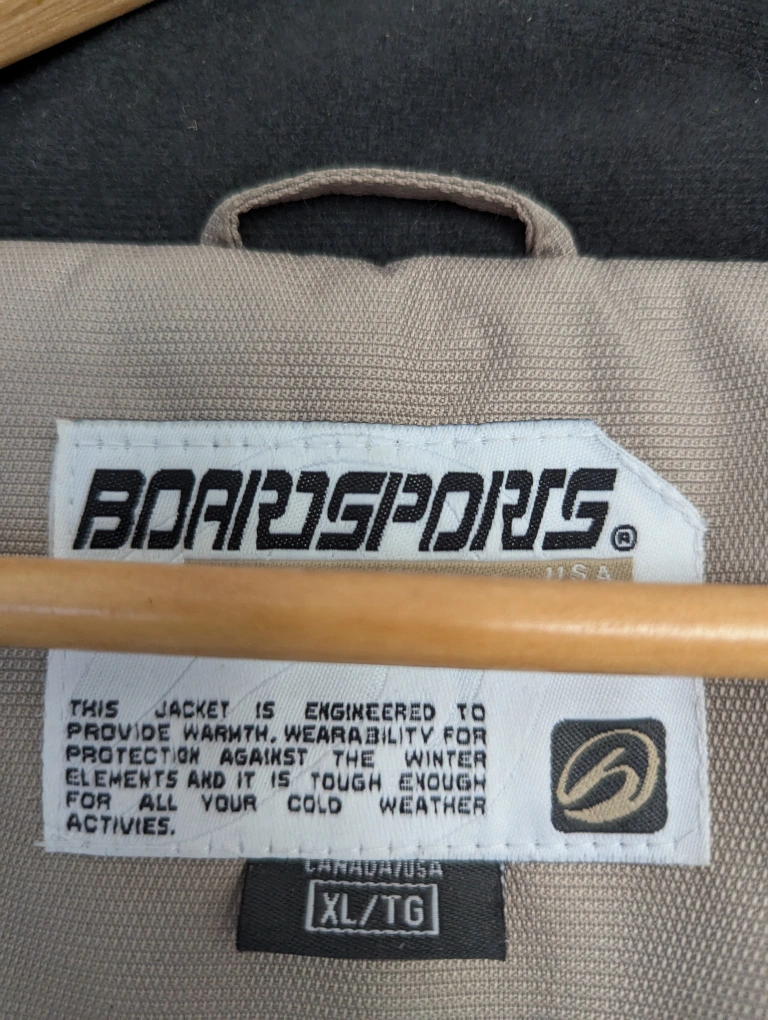 BOARDSPORTS®
USA
THIS JACKET IS ENGINEERED TO
PROVIDE WARMTH. WEARABILITY FOR
PROTECTION AGAINST THE WINTER
ELEMENTS AND IT IS TOUGH ENOUGH
FOR ALL YOUR COLD WEATHER
ACTIVIES.
CANADA/USA
XL/TG